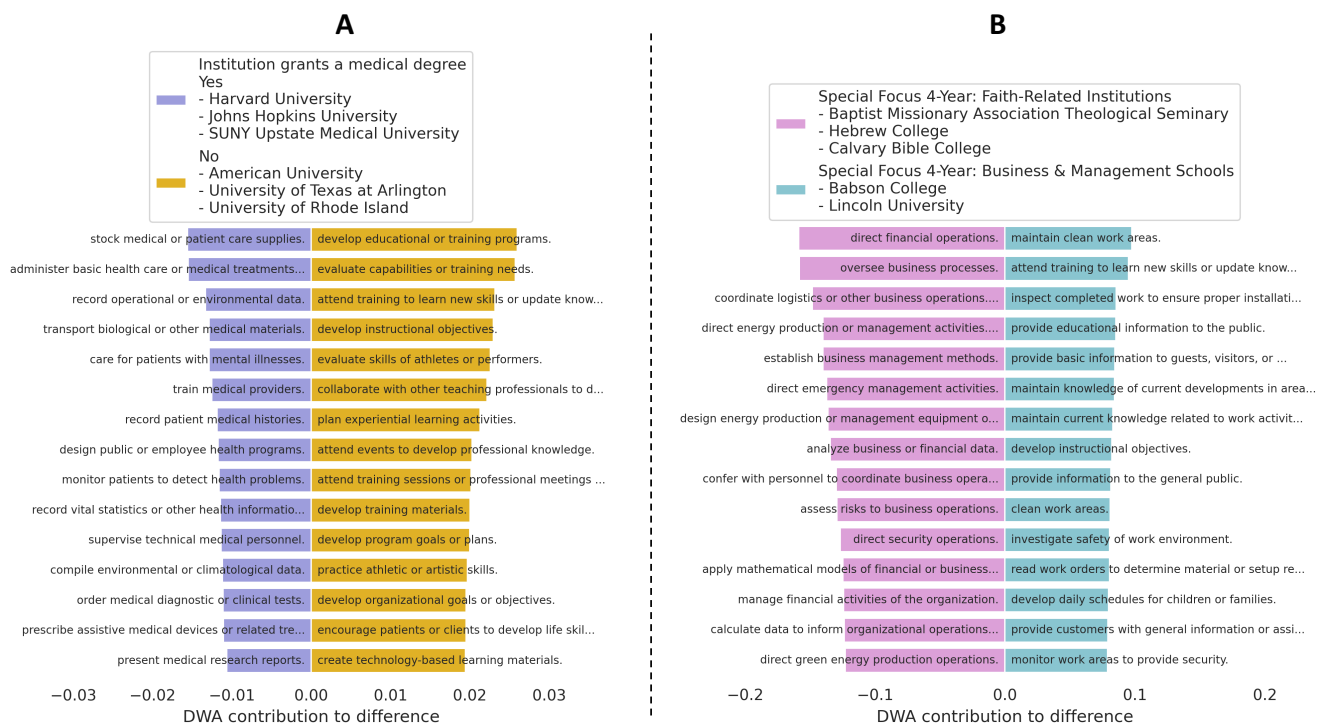 A
Institution grants a medical degree
Yes
- Harvard University
- Johns Hopkins University
- SUNY Upstate Medical University
No
- American University
- University of Texas at Arlington
- University of Rhode Island
stock medical or patient care supplies. develop educational or training programs.
administer basic health care or medical treatments... evaluate capabilities or training needs.
record operational or environmental data. attend training to learn new skills or update know...
transport biological or other medical materials. develop instructional objectives.
care for patients with mental illnesses. evaluate skills of athletes or performers.
train medical providers. collaborate with other teaching professionals to d...
record patient medical histories. plan experiential learning activities.
design public or employee health programs. attend events to develop professional knowledge.
monitor patients to detect health problems. attend training sessions or professional meetings ...
record vital statistics or other health informatio... develop training materials.
supervise technical medical personnel. develop program goals or plans.
compile environmental or climatological data. practice athletic or artistic skills.
order medical diagnostic or clinical tests. develop organizational goals or objectives.
prescribe assistive medical devices or related tre... encourage patients or clients to develop life skil...
present medical research reports. create technology-based learning materials.
−0.03 −0.02 −0.01 0.00 0.01 0.02 0.03
DWA contribution to difference
B
Special Focus 4-Year: Faith-Related Institutions
- Baptist Missionary Association Theological Seminary
- Hebrew College
- Calvary Bible College
Special Focus 4-Year: Business & Management Schools
- Babson College
- Lincoln University
direct financial operations. maintain clean work areas.
oversee business processes. attend training to learn new skills or update know...
coordinate logistics or other business operations.... inspect completed work to ensure proper installati...
direct energy production or management activities.... provide educational information to the public.
establish business management methods. provide basic information to guests, visitors, or ...
direct emergency management activities. maintain knowledge of current developments in area...
design energy production or management equipment o... maintain current knowledge related to work activit...
analyze business or financial data. develop instructional objectives.
confer with personnel to coordinate business opera... provide information to the general public.
assess risks to business operations. clean work areas.
direct security operations. investigate safety of work environment.
apply mathematical models of financial or business... read work orders to determine material or setup re...
manage financial activities of the organization. develop daily schedules for children or families.
calculate data to inform organizational operations... provide customers with general information or assi...
direct green energy production operations. monitor work areas to provide security.
−0.2 −0.1 0.0 0.1 0.2
DWA contribution to difference